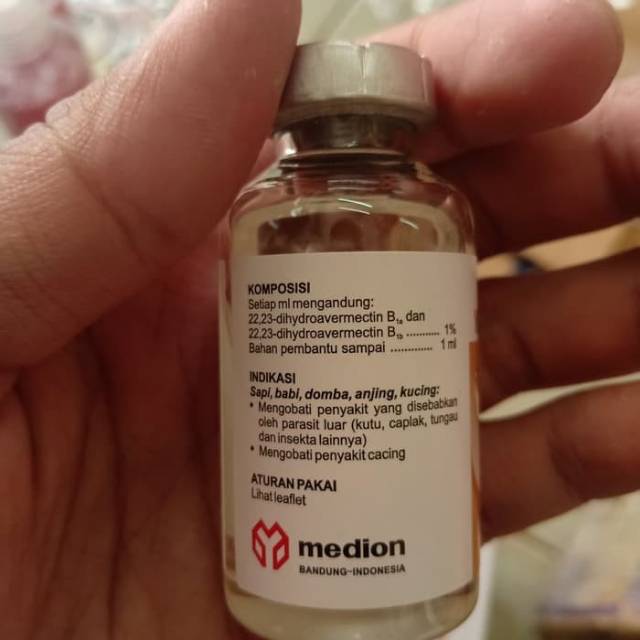 KOMPOSISI
Setiap ml mengandung:
22,23-dihydroavermectin B₁ₐ dan
22,23-dihydroavermectin B₁b ........... 1%
Bahan pembantu sampai ............. 1 ml
INDIKASI
Sapi, babi, domba, anjing, kucing:
* Mengobati penyakit yang disebabkan
oleh parasit luar (kutu, caplak, tungau
dan insekta lainnya)
* Mengobati penyakit cacing
ATURAN PAKAI
Lihat leaflet
medion
BANDUNG-INDONESIA